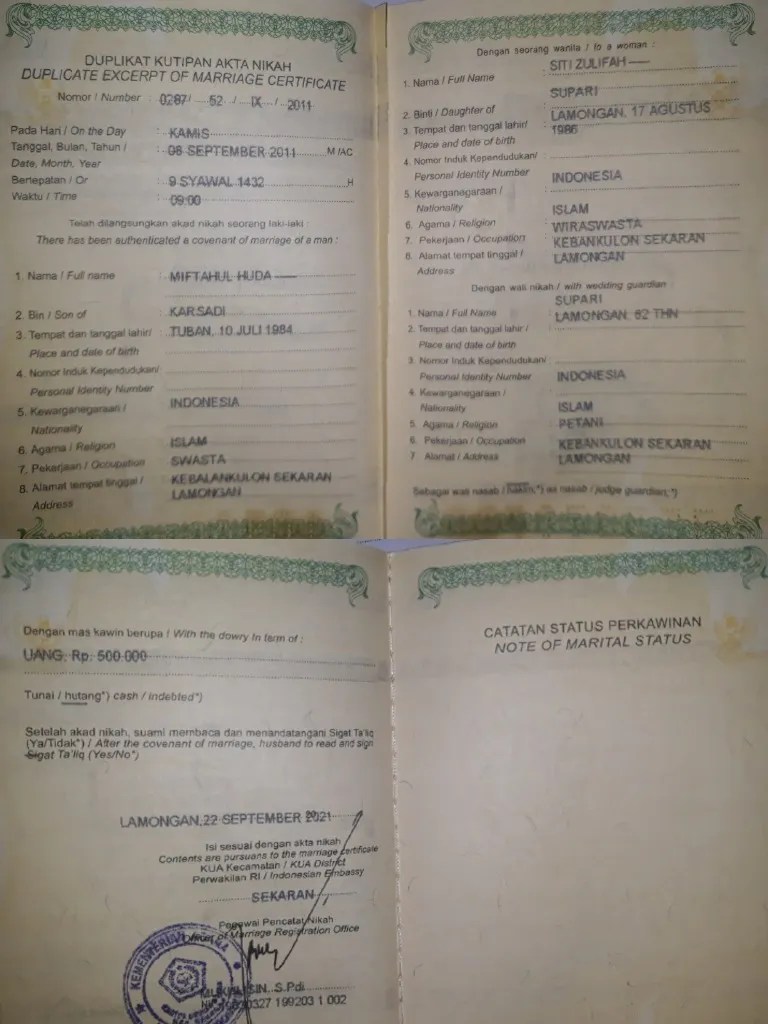 DUPLIKAT KUTIPAN AKTA NIKAH
DUPLICATE EXCERPT OF MARRIAGE CERTIFICATE
Nomor / Number : 0287 / 52 / IX / 2011
Pada Hari / On the Day : KAMIS
Tanggal, Bulan, Tahun / : 08 SEPTEMBER 2011 M /AC
Date, Month, Year
Bertepatan / Or : 9 SYAWAL 1432 H
Waktu / Time : 09.00
Telah dilangsungkan akad nikah seorang laki-laki :
There has been authenticated a covenant of marriage of a man :
1. Nama / Full name : MIFTAHUL HUDA
2. Bin / Son of : KARSADI
3. Tempat dan tanggal lahir/ : TUBAN, 10 JULI 1984
Place and date of birth
4. Nomor Induk Kependudukan/ :
Personal Identity Number
5. Kewarganegaraan / : INDONESIA
Nationality
6. Agama / Religion : ISLAM
7. Pekerjaan / Occupation : SWASTA
8. Alamat tempat tinggal / : KEBALANKULON SEKARAN
Address LAMONGAN
Dengan seorang wanita / to a woman :
1. Nama / Full Name : SITI ZULIFAH
2. Binti / Daughter of : SUPARI
3. Tempat dan tanggal lahir/ : LAMONGAN, 17 AGUSTUS
Place and date of birth 1986
4. Nomor Induk Kependudukan/ :
Personal Identity Number
5. Kewarganegaraan / : INDONESIA
Nationality
6. Agama / Religion : ISLAM
7. Pekerjaan / Occupation : WIRASWASTA
8. Alamat tempat tinggal / : KEBANKULON SEKARAN
Address LAMONGAN
Dengan wali nikah / with wedding guardian
1. Nama / Full Name : SUPARI
2. Tempat dan tanggal lahir / : LAMONGAN, 62 THN
Place and date of birth
3. Nomor Induk Kependudukan/ :
Personal Identity Number
4. Kewarganegaraan / : INDONESIA
Nationality
5. Agama / Religion : ISLAM
6. Pekerjaan / Occupation : PETANI
7 Alamat / Address : KEBANKULON SEKARAN
LAMONGAN
Sebagai wali nasab / hakim;*) as nasab / judge guardian;*)
Dengan mas kawin berupa / With the dowry In term of :
UANG, Rp. 500.000
Tunai / hutang*) cash / indebted*)
Setelah akad nikah, suami membaca dan menandatangani Sigat Ta'liq
(Ya/Tidak*) / After the covenant of marriage, husband to read and sign
Sigat Ta'liq (Yes/No*)
LAMONGAN, 22 SEPTEMBER 2021
Isi sesuai dengan akta nikah
Contents are pursuans to the marriage certificate
KUA Kecamatan / KUA District
Perwakilan RI / Indonesian Embassy
SEKARAN
Pegawai Pencatat Nikah
of Marriage Registration Office
S.Pdi
199203 1 002
CATATAN STATUS PERKAWINAN
NOTE OF MARITAL STATUS